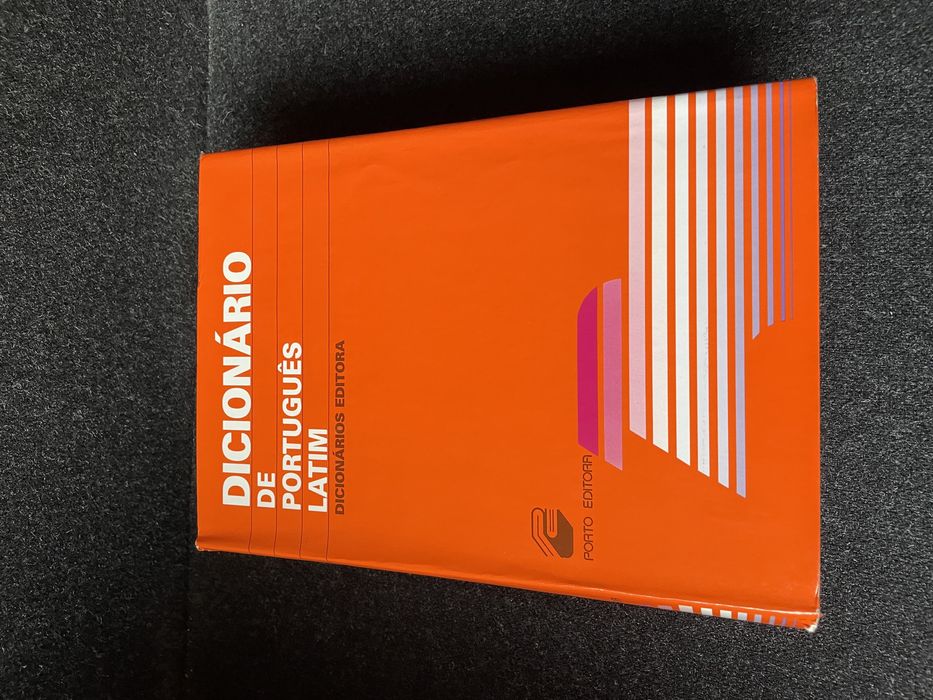 DICIONÁRIO
DE
PORTUGUÊS
LATIM
DICIONÁRIOS EDITORA
PORTO EDITORA